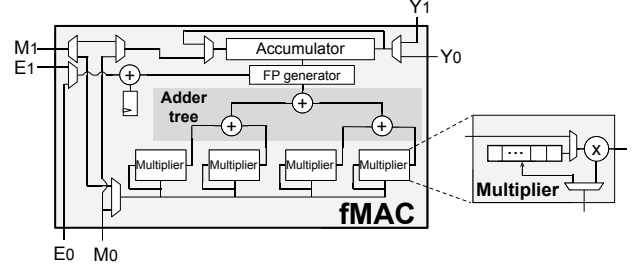 Y1
M1
Accumulator
E1
Y0
FP generator
Adder
tree
Multiplier
Multiplier
Multiplier
Multiplier
...
X
Multiplier
fMAC
E0
M0